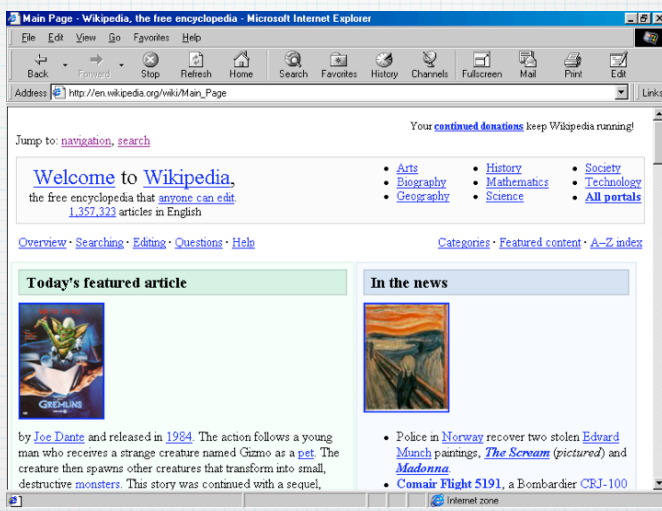 Main Page - Wikipedia, the free encyclopedia - Microsoft Internet Explorer
File Edit View Go Favorites Help
Back Forward Stop Refresh Home Search Favorites History Channels Fullscreen Mail Print Edit
Address http://en.wikipedia.org/wiki/Main_Page Links
Your continued donations keep Wikipedia running!
Jump to: navigation, search
Welcome to Wikipedia,
the free encyclopedia that anyone can edit.
1,357,323 articles in English
• Arts • History • Society
• Biography • Mathematics • Technology
• Geography • Science • All portals
Overview · Searching · Editing · Questions · Help
Categories · Featured content · A–Z index
Today's featured article
GREMLINS
by Joe Dante and released in 1984. The action follows a young
man who receives a strange creature named Gizmo as a pet. The
creature then spawns other creatures that transform into small,
destructive monsters. This story was continued with a sequel,
In the news
• Police in Norway recover two stolen Edvard
Munch paintings, The Scream (pictured) and
Madonna.
• Comair Flight 5191, a Bombardier CRJ-100
Internet zone